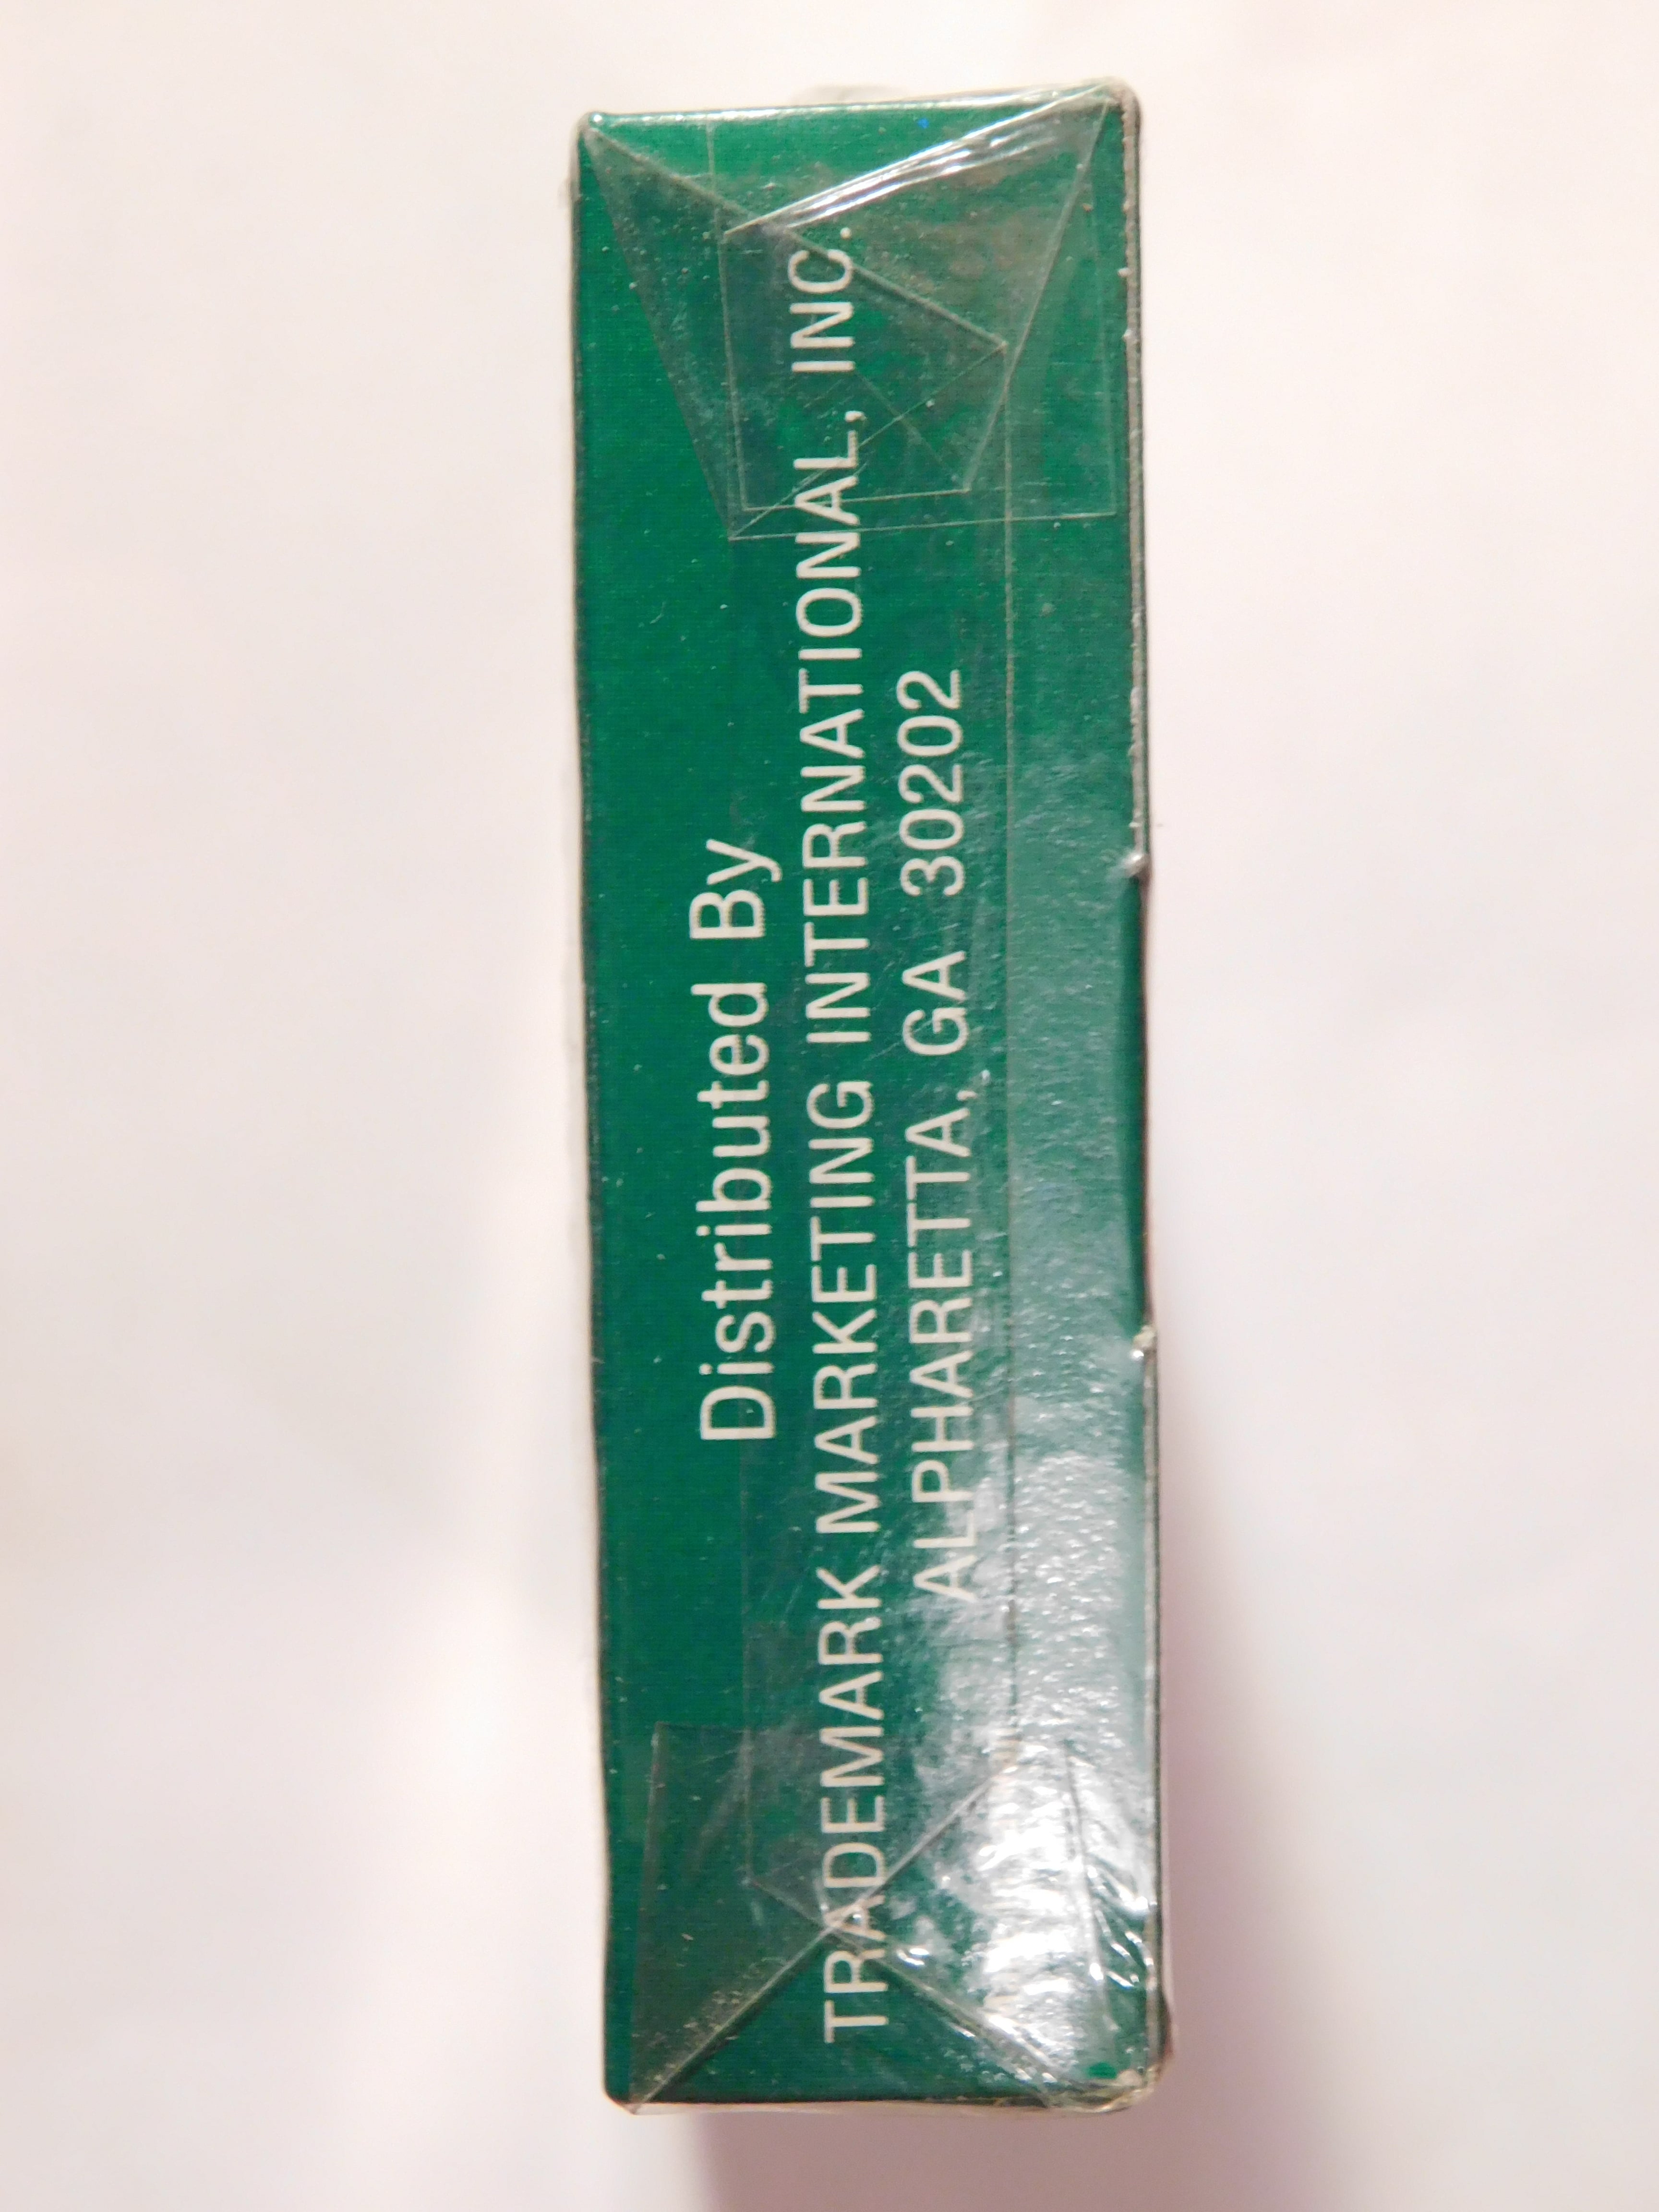 Distributed By
TRADEMARK MARKETING INTERNATIONAL, INC.
ALPHARETTA, GA 30202